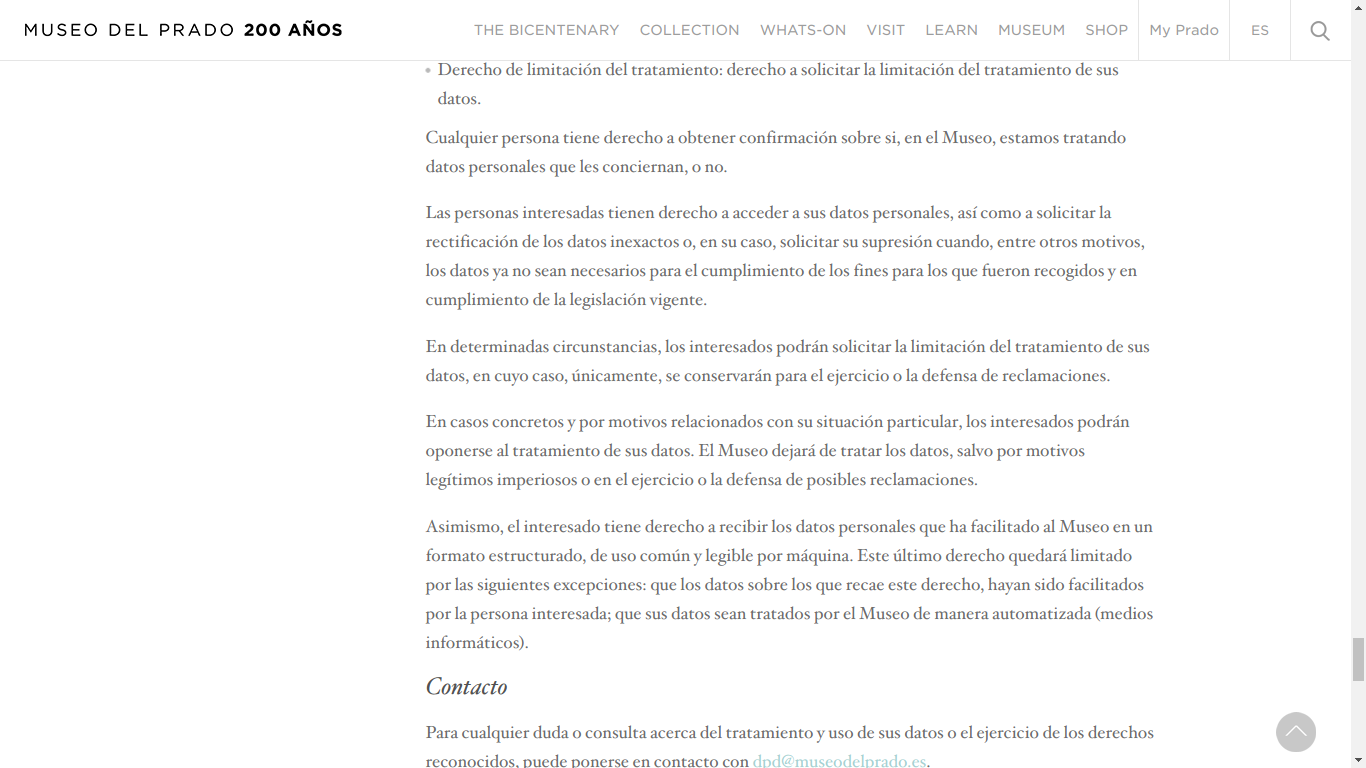 MUSEO DEL PRADO 200 AÑOS
THE BICENTENARY COLLECTION WHATS-ON VISIT LEARN MUSEUM SHOP My Prado ES
Derecho de limitación del tratamiento: derecho a solicitar la limitación del tratamiento de sus
datos.
Cualquier persona tiene derecho a obtener confirmación sobre si, en el Museo, estamos tratando
datos personales que les conciernan, o no.
Las personas interesadas tienen derecho a acceder a sus datos personales, así como a solicitar la
rectificación de los datos inexactos o, en su caso, solicitar su supresión cuando, entre otros motivos,
los datos ya no sean necesarios para el cumplimiento de los fines para los que fueron recogidos y en
cumplimiento de la legislación vigente.
En determinadas circunstancias, los interesados podrán solicitar la limitación del tratamiento de sus
datos, en cuyo caso, únicamente, se conservarán para el ejercicio o la defensa de reclamaciones.
En casos concretos y por motivos relacionados con su situación particular, los interesados podrán
oponerse al tratamiento de sus datos. El Museo dejará de tratar los datos, salvo por motivos
legítimos imperiosos o en el ejercicio o la defensa de posibles reclamaciones.
Asimismo, el interesado tiene derecho a recibir los datos personales que ha facilitado al Museo en un
formato estructurado, de uso común y legible por máquina. Este último derecho quedará limitado
por las siguientes excepciones: que los datos sobre los que recae este derecho, hayan sido facilitados
por la persona interesada; que sus datos sean tratados por el Museo de manera automatizada (medios
informáticos).
Contacto
Para cualquier duda o consulta acerca del tratamiento y uso de sus datos o el ejercicio de los derechos
reconocidos, puede ponerse en contacto con dpd@museodelprado.es.